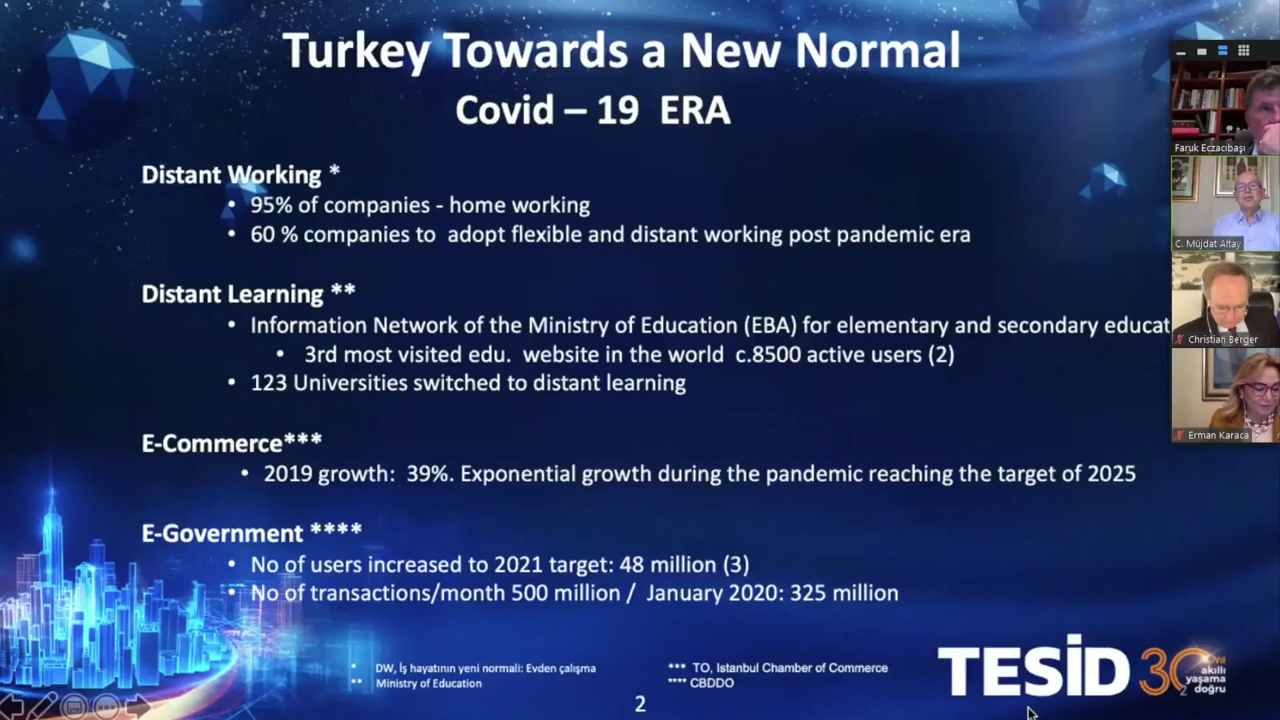 Turkey Towards a New Normal
Covid – 19 ERA
Distant Working *
• 95% of companies - home working
• 60 % companies to adopt flexible and distant working post pandemic era
Distant Learning **
• Information Network of the Ministry of Education (EBA) for elementary and secondary educat
• 3rd most visited edu. website in the world c.8500 active users (2)
• 123 Universities switched to distant learning
E-Commerce***
• 2019 growth: 39%. Exponential growth during the pandemic reaching the target of 2025
E-Government ****
• No of users increased to 2021 target: 48 million (3)
• No of transactions/month 500 million / January 2020: 325 million
* DW, İş hayatının yeni normali: Evden çalışma
** Ministry of Education
*** TO, Istanbul Chamber of Commerce
**** CBDDO
2
TESİD 30
akıllı
yaşama
doğru
Faruk Eczacıbaşı
C. Müjdat Altay
Christian Berger
Erman Karaca